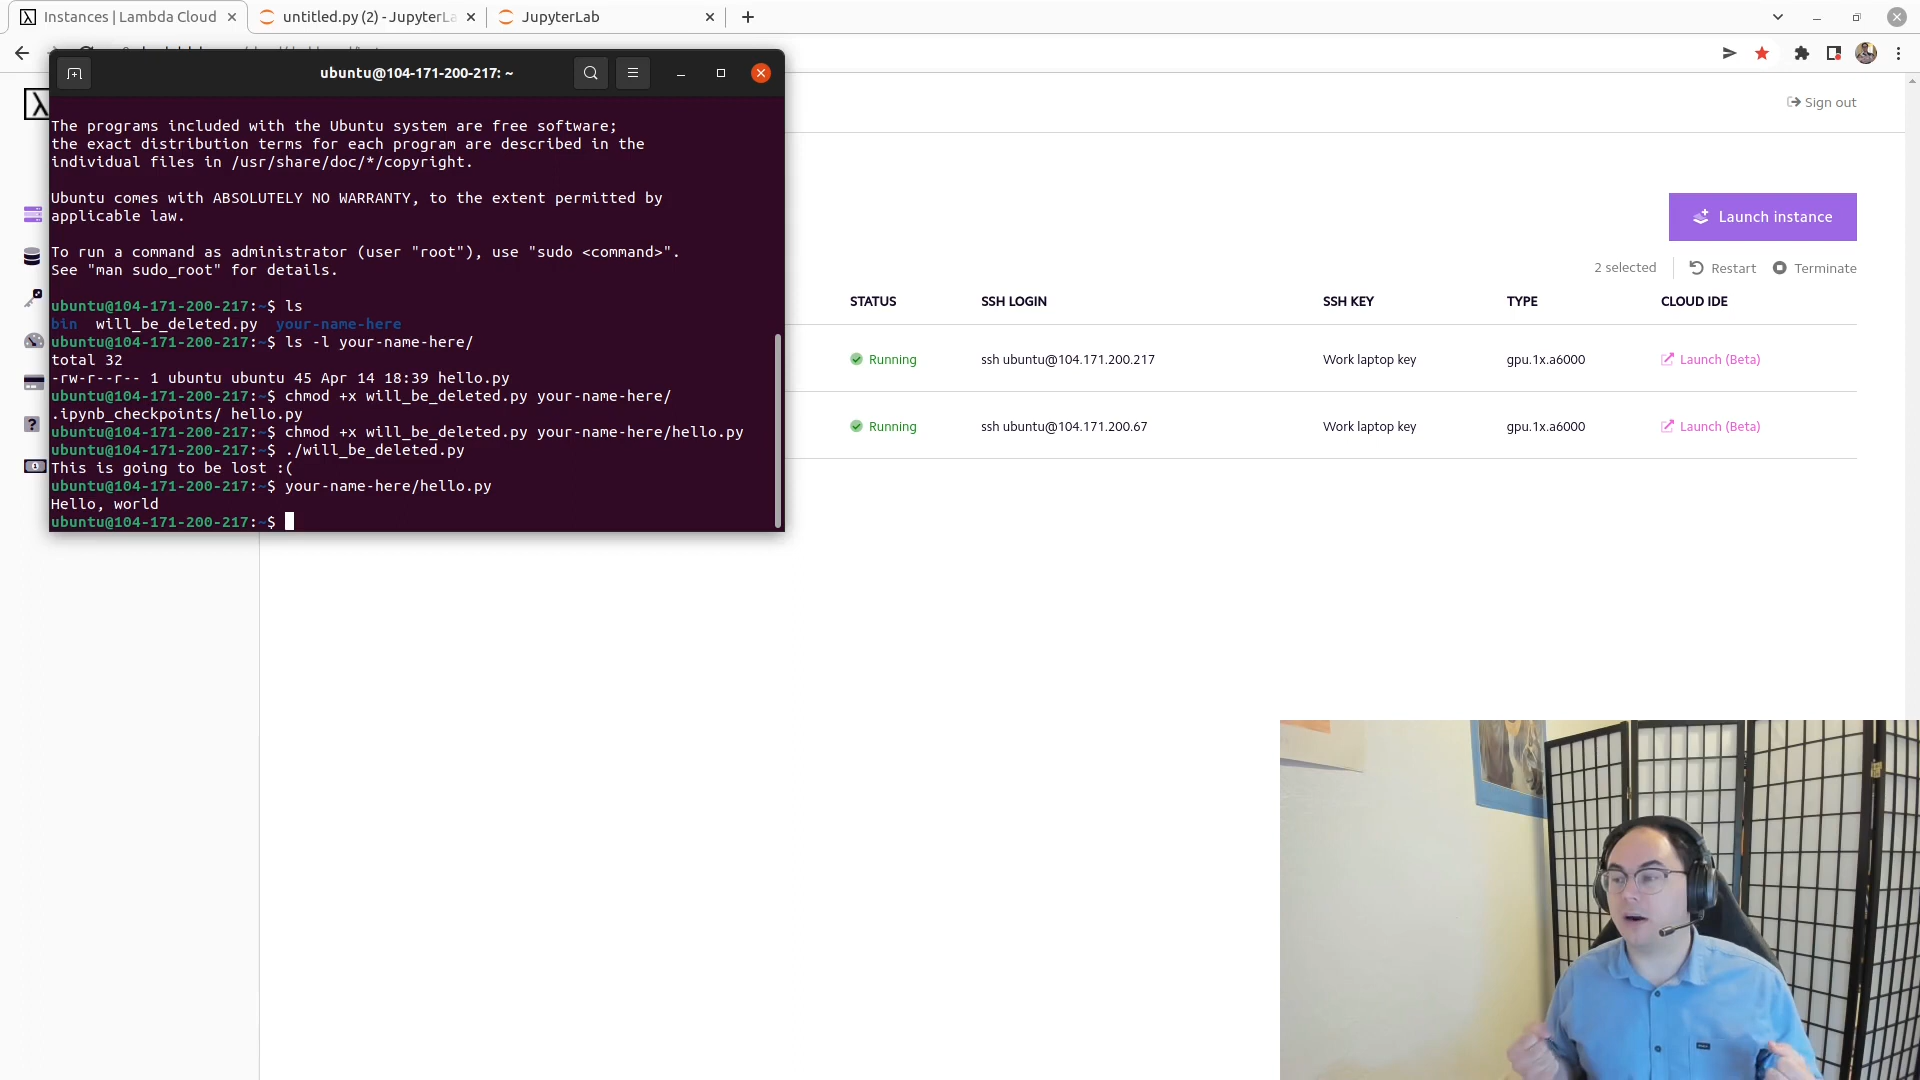 Instances | Lambda Cloud
untitled.py (2) - JupyterLa
JupyterLab
ubuntu@104-171-200-217: ~
The programs included with the Ubuntu system are free software;
the exact distribution terms for each program are described in the
individual files in /usr/share/doc/*/copyright.
Ubuntu comes with ABSOLUTELY NO WARRANTY, to the extent permitted by
applicable law.
To run a command as administrator (user "root"), use "sudo <command>".
See "man sudo_root" for details.
ubuntu@104-171-200-217:~$ ls
bin  will_be_deleted.py  your-name-here
ubuntu@104-171-200-217:~$ ls -l your-name-here/
total 32
-rw-r--r-- 1 ubuntu ubuntu 45 Apr 14 18:39 hello.py
ubuntu@104-171-200-217:~$ chmod +x will_be_deleted.py your-name-here/
.ipynb_checkpoints/ hello.py
ubuntu@104-171-200-217:~$ chmod +x will_be_deleted.py your-name-here/hello.py
ubuntu@104-171-200-217:~$ ./will_be_deleted.py
This is going to be lost :(
ubuntu@104-171-200-217:~$ your-name-here/hello.py
Hello, world
ubuntu@104-171-200-217:~$
Sign out
Launch instance
2 selected Restart Terminate
STATUS SSH LOGIN SSH KEY TYPE CLOUD IDE
Running ssh ubuntu@104.171.200.217 Work laptop key gpu.1x.a6000 Launch (Beta)
Running ssh ubuntu@104.171.200.67 Work laptop key gpu.1x.a6000 Launch (Beta)